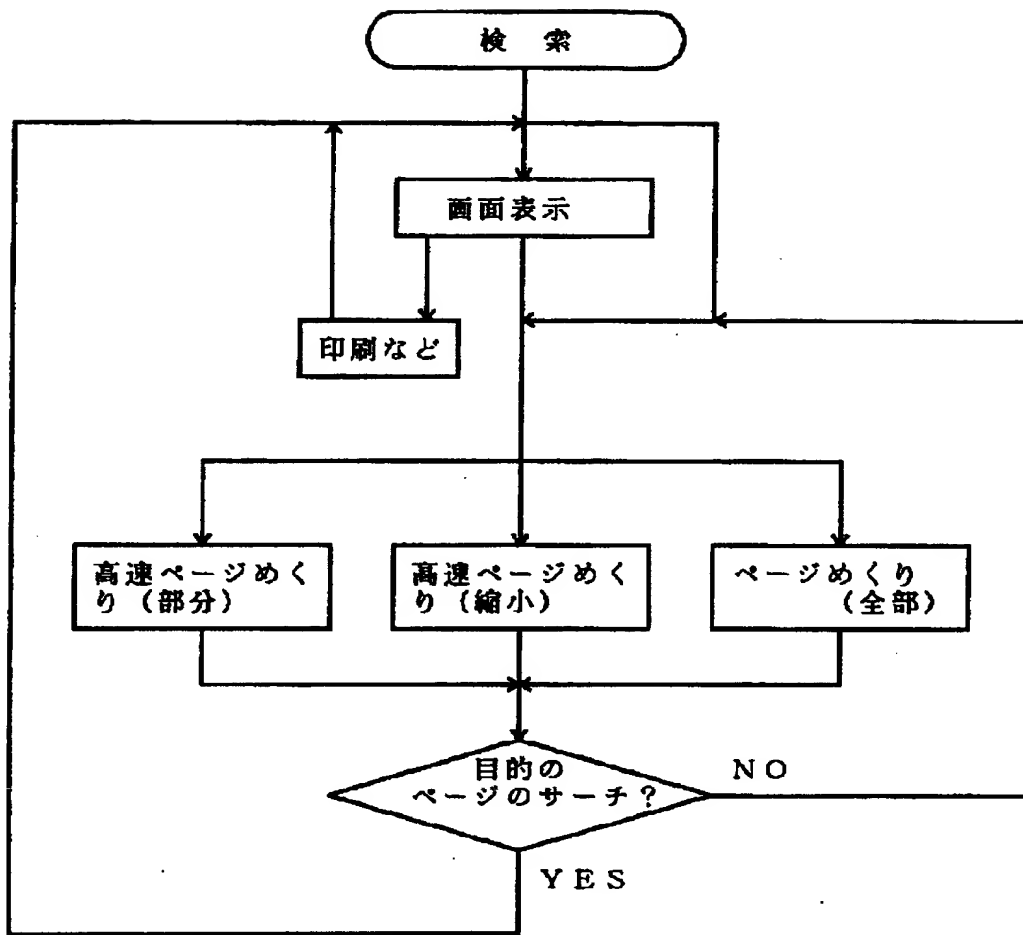 検 索
画面表示
印刷など
高速ページめく
り（部分）
高速ページめく
り（縮小）
ページめくり
（全部）
目的の
ページのサーチ？
NO
YES